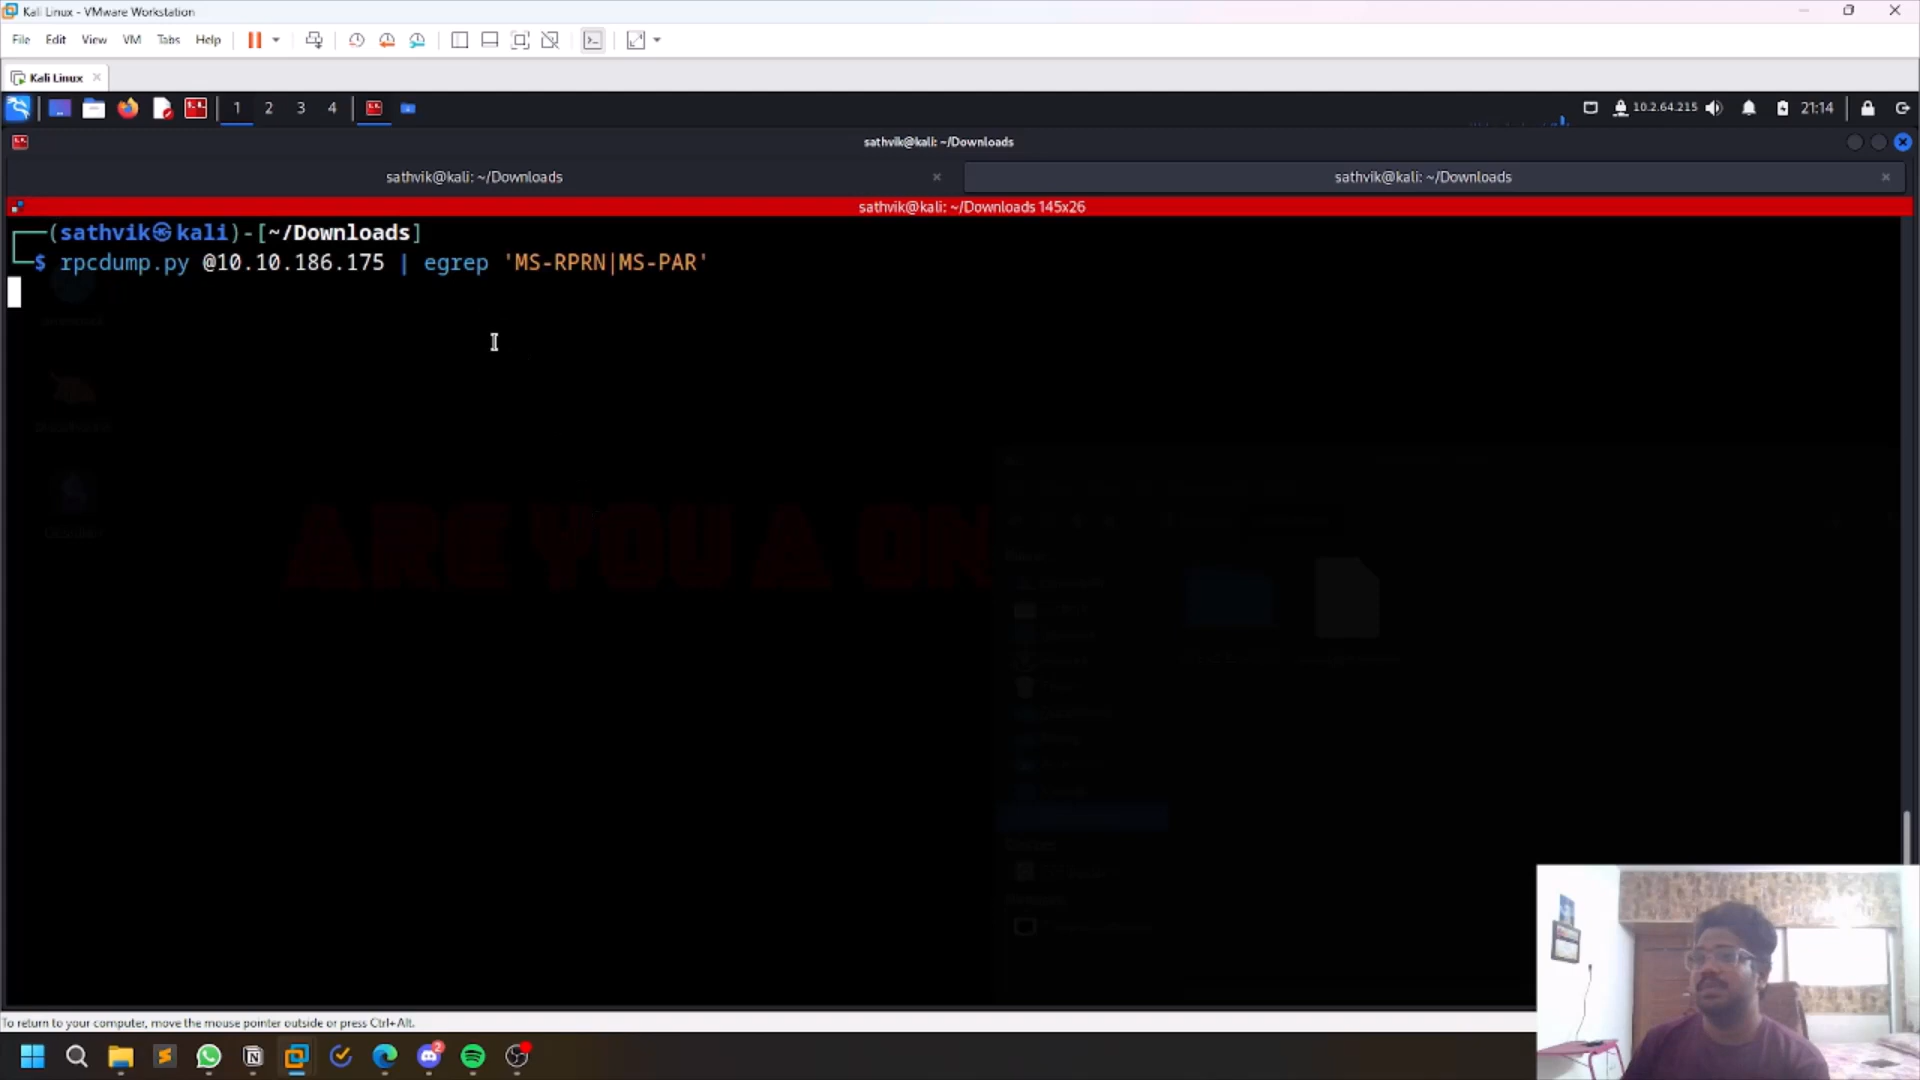 Kali Linux - VMware Workstation
File Edit View VM Tabs Help
Kali Linux
1 2 3 4
10.2.64.215
21:14
sathvik@kali: ~/Downloads
sathvik@kali: ~/Downloads
sathvik@kali: ~/Downloads
sathvik@kali: ~/Downloads 145x26
(sathvik㉿kali)-[~/Downloads]
$ rpcdump.py @10.10.186.175 | egrep 'MS-RPRN|MS-PAR'
ARE YOU A ON
To return to your computer, move the mouse pointer outside or press Ctrl+Alt.
2